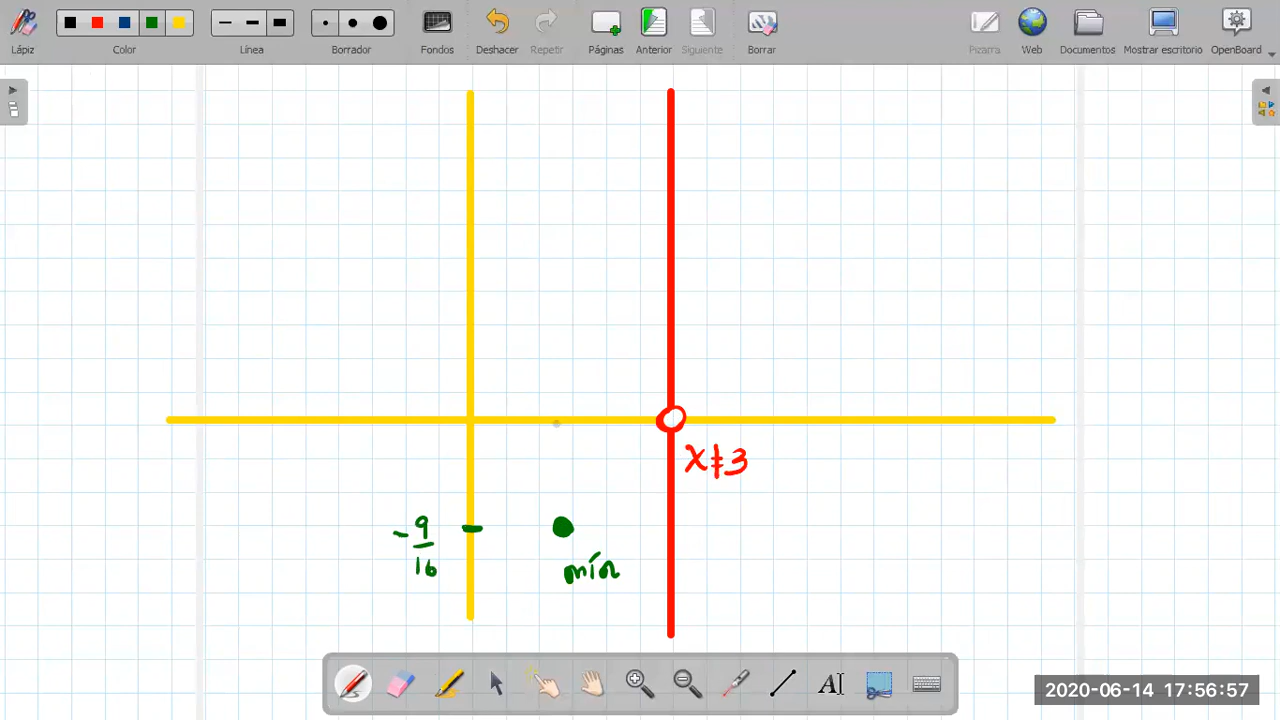 Lápiz Color Línea Borrador Fondos Deshacer Repetir Páginas Anterior Siguiente Borrar Pizarra Web Documentos Mostrar escritorio OpenBoard
x≠3
-9/16
mín
2020-06-14 17:56:57